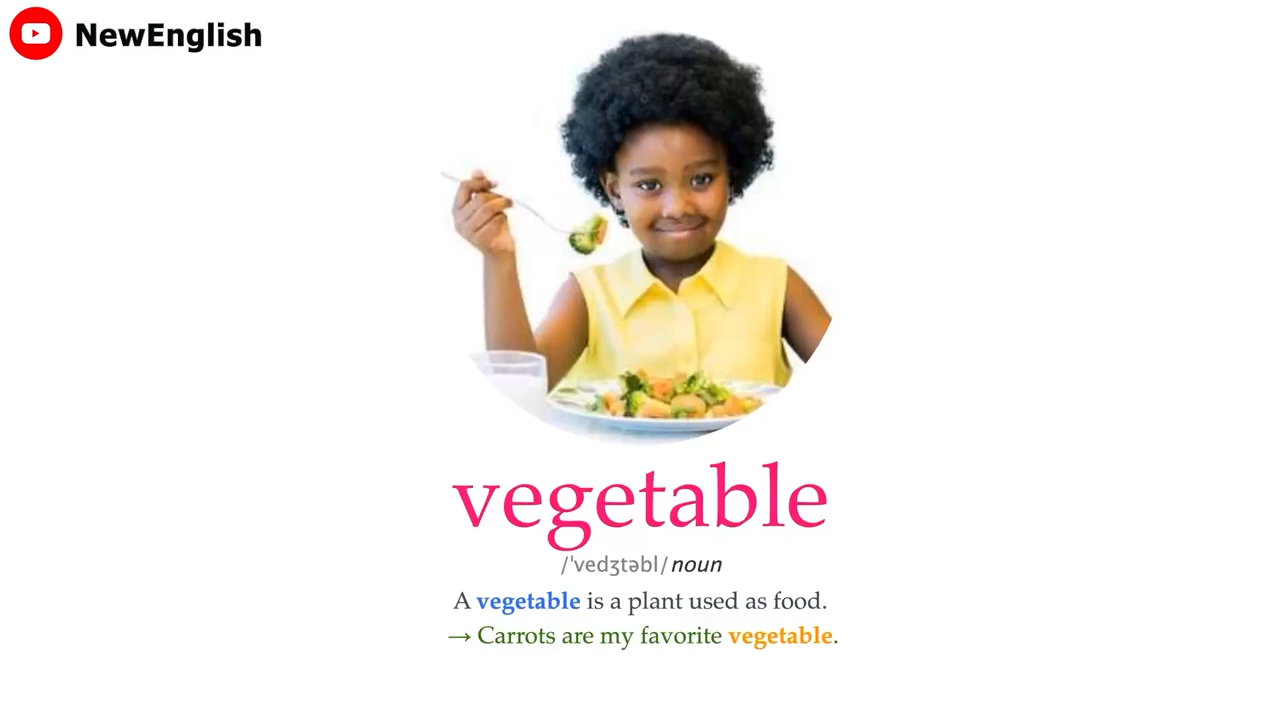 NewEnglish
vegetable
/ˈvedʒtəbl/ noun
A vegetable is a plant used as food.
→ Carrots are my favorite vegetable.